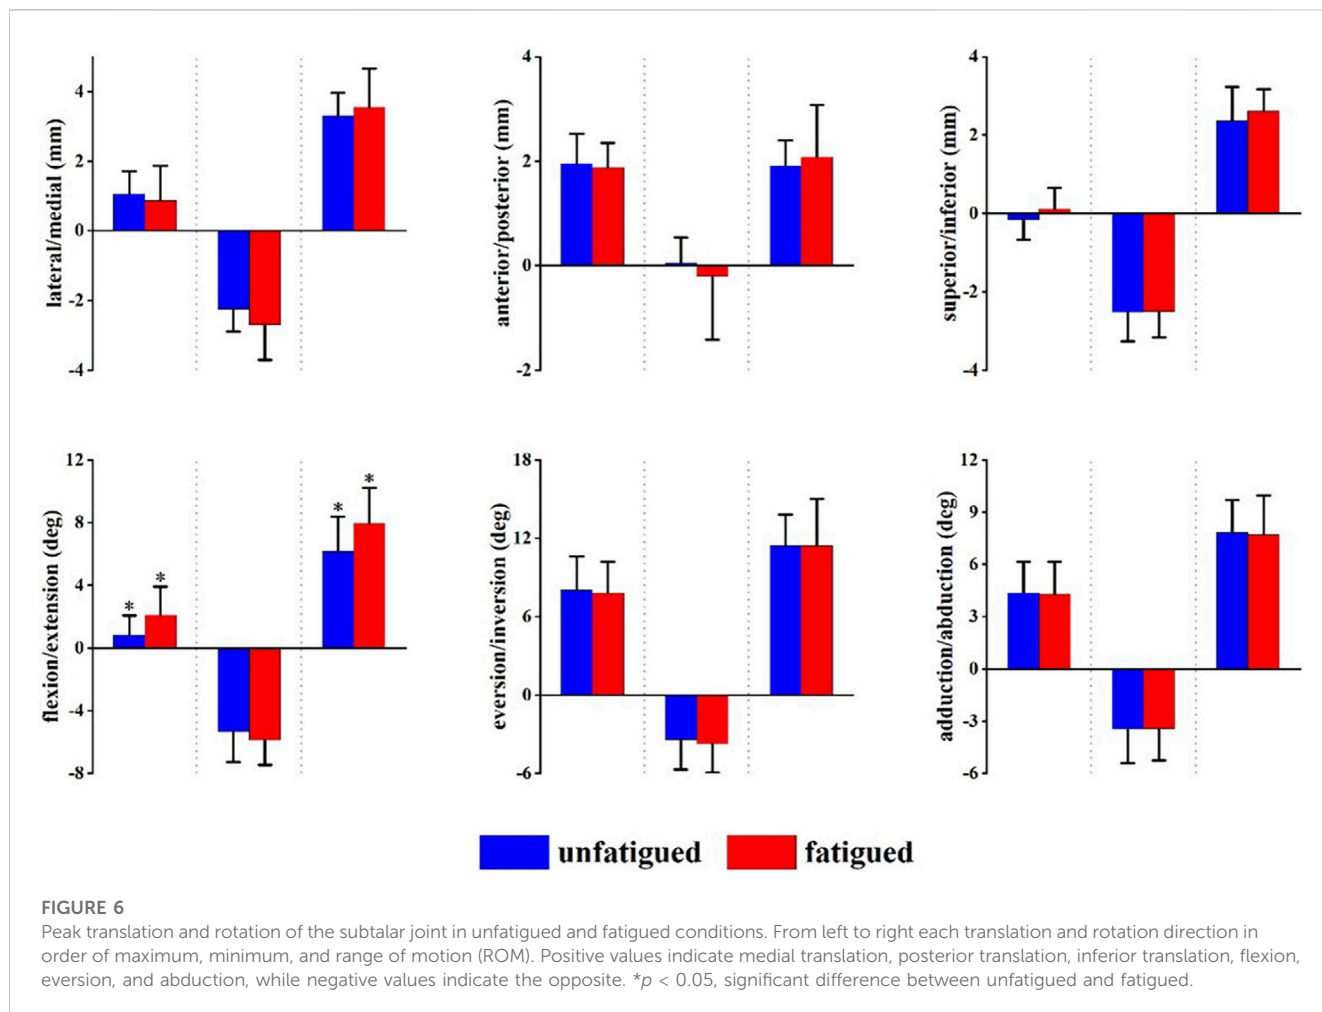 lateral/medial (mm)
4
2
0
-2
-4
anterior/posterior (mm)
4
2
0
-2
superior/inferior (mm)
4
2
0
-2
-4
flexion/extension (deg)
12
8
4
0
-4
-8
* * * *
eversion/inversion (deg)
18
12
6
0
-6
adduction/abduction (deg)
12
9
6
3
0
-3
-6
unfatigued fatigued
FIGURE 6
Peak translation and rotation of the subtalar joint in unfatigued and fatigued conditions. From left to right each translation and rotation direction in
order of maximum, minimum, and range of motion (ROM). Positive values indicate medial translation, posterior translation, inferior translation, flexion,
eversion, and abduction, while negative values indicate the opposite. *p < 0.05, significant difference between unfatigued and fatigued.